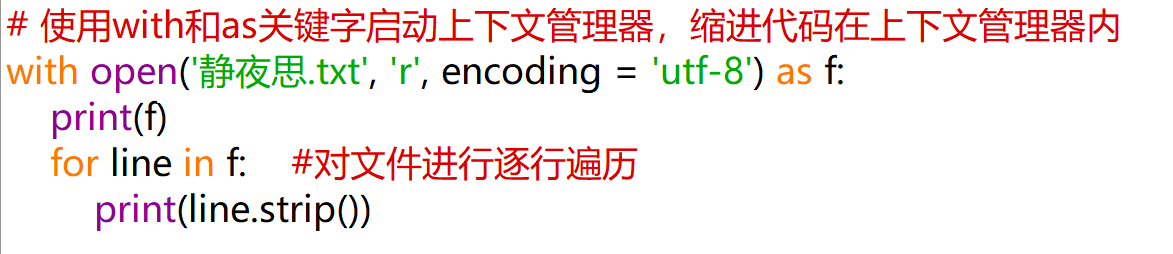 # 使用with和as关键字启动上下文管理器，缩进代码在上下文管理器内
with open('静夜思.txt', 'r', encoding = 'utf-8') as f:
    print(f)
    for line in f:    #对文件进行逐行遍历
        print(line.strip())